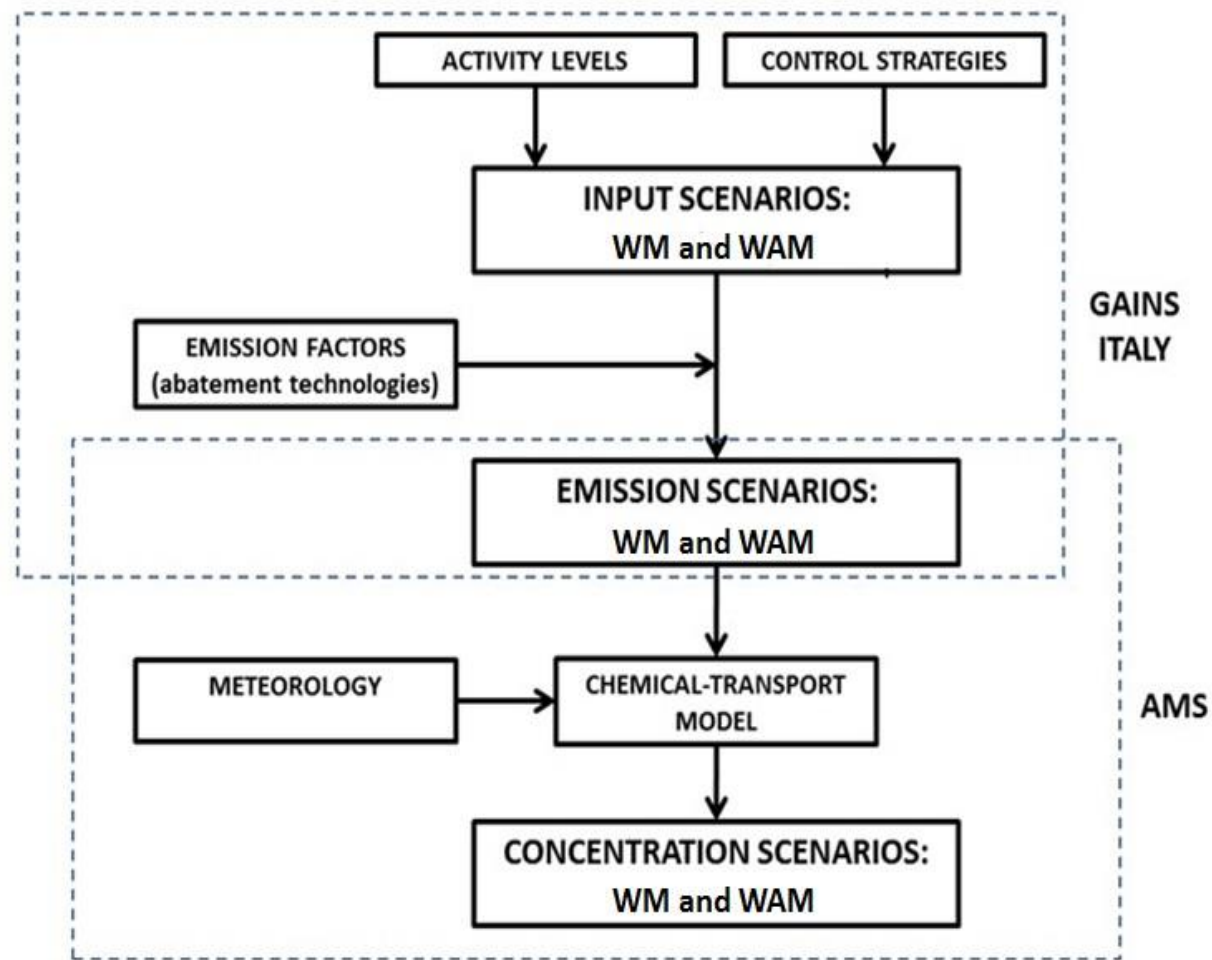 ACTIVITY LEVELS
CONTROL STRATEGIES
INPUT SCENARIOS:
WM and WAM
GAINS
ITALY
EMISSION FACTORS
(abatement technologies)
EMISSION SCENARIOS:
WM and WAM
METEOROLOGY
CHEMICAL-TRANSPORT
MODEL
AMS
CONCENTRATION SCENARIOS:
WM and WAM